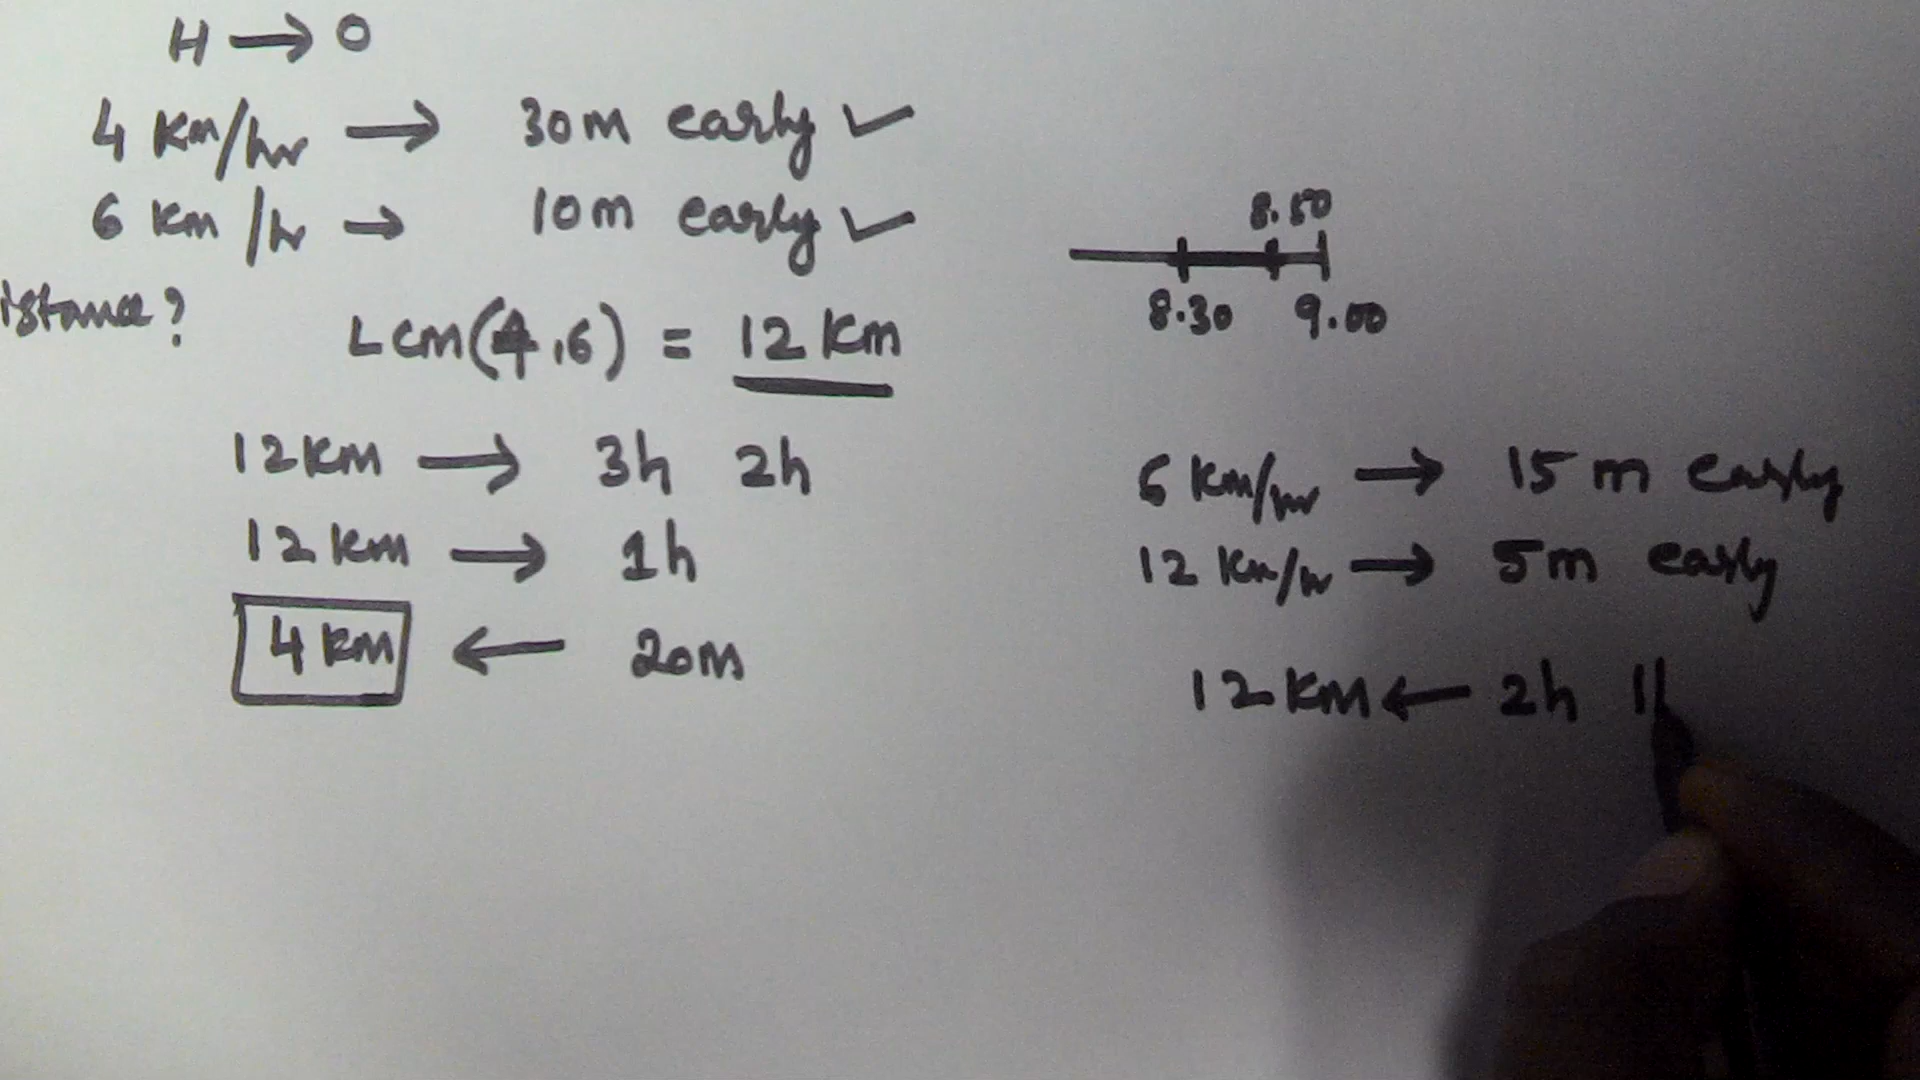 H → O
4 Km/hr → 30m early ✓
6 Km/hr → 10m early ✓
istance?
Lcm(4,6) = 12 Km
12Km → 3h 2h
12 km → 1h
4 km ← 20m
8.50
8.30 9.00
6 Km/hr → 15 m early
12 Km/hr → 5m early
12 Km ← 2h 1